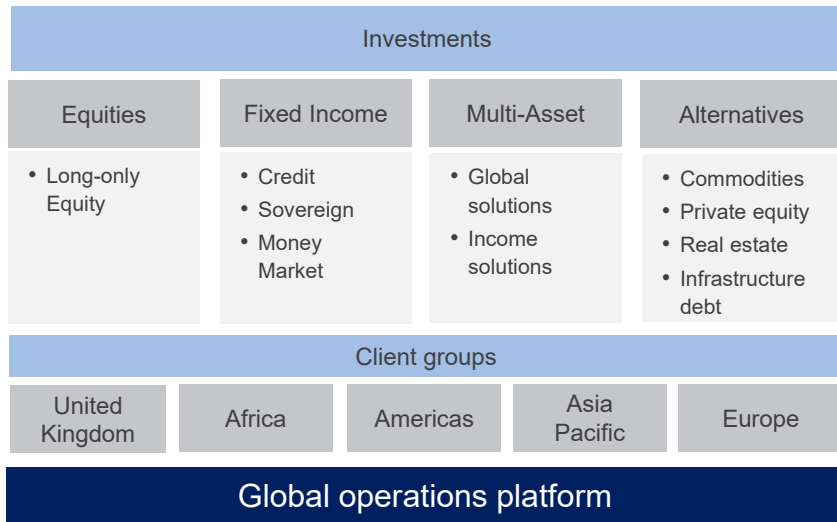 Investments
Equities
• Long-only
Equity
Fixed Income
• Credit
• Sovereign
• Money
Market
Multi-Asset
• Global
solutions
• Income
solutions
Alternatives
• Commodities
• Private equity
• Real estate
• Infrastructure
debt
Client groups
United
Kingdom
Africa
Americas
Asia
Pacific
Europe
Global operations platform